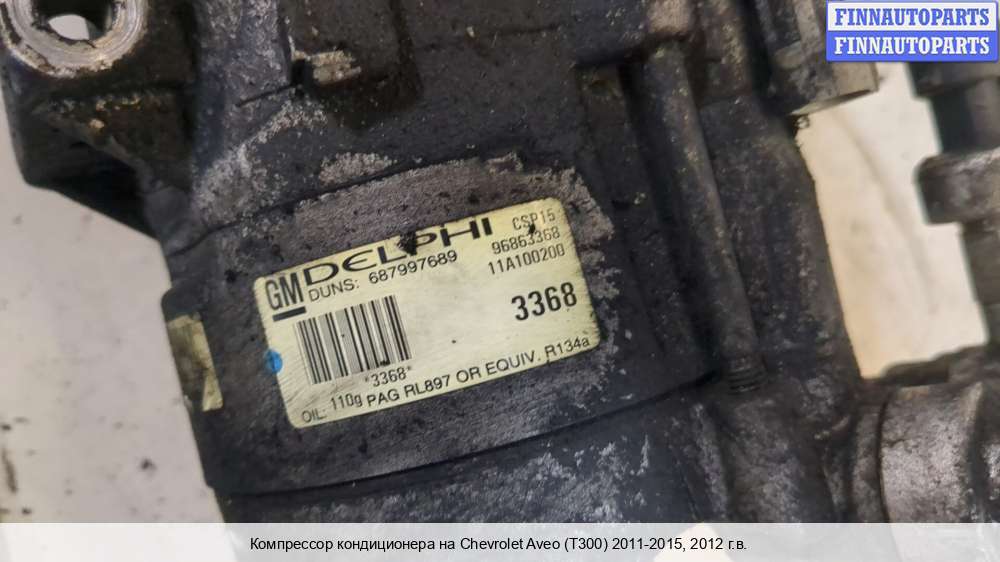 FINNAUTOPARTS
FINNAUTOPARTS
GM DELPHI CSP15
DUNS: 687997689 96863368
11A100200
3368
*3368*
OIL: 110g PAG RL897 OR EQUIV. R134a
Компрессор кондиционера на Chevrolet Aveo (T300) 2011-2015, 2012 г.в.